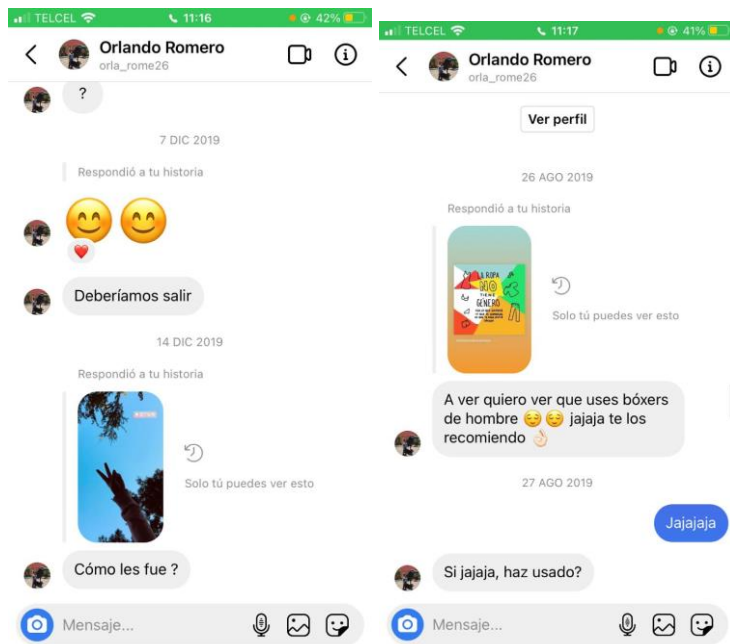 TELCEL 11:16 42%
Orlando Romero
orla_rome26
?
7 DIC 2019
Respondió a tu historia
Deberíamos salir
14 DIC 2019
Respondió a tu historia
Solo tú puedes ver esto
Cómo les fue ?
Mensaje...
TELCEL 11:17 41%
Orlando Romero
orla_rome26
Ver perfil
26 AGO 2019
Respondió a tu historia
LA ROPA
NO
TIENE
GENERO
Solo tú puedes ver esto
A ver quiero ver que uses bóxers
de hombre jajaja te los
recomiendo
27 AGO 2019
Jajajaja
Si jajaja, haz usado?
Mensaje...